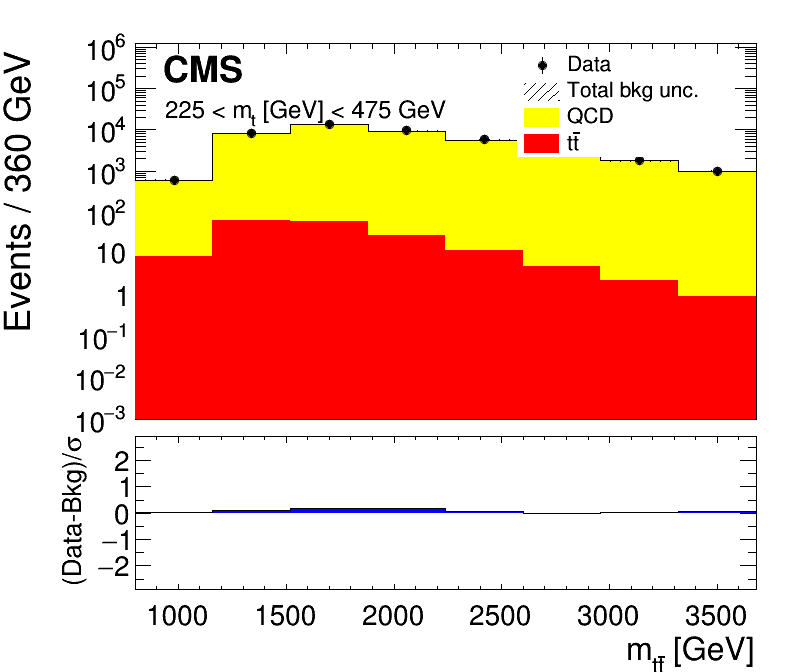 CMS
225 < m_t [GeV] < 475 GeV
Data
Total bkg unc.
QCD
tt̄
Events / 360 GeV
10^6
10^5
10^4
10^3
10^2
10
1
10^−1
10^−2
10^−3
(Data-Bkg)/σ
2
1
0
−1
−2
1000 1500 2000 2500 3000 3500
m_tt̄ [GeV]